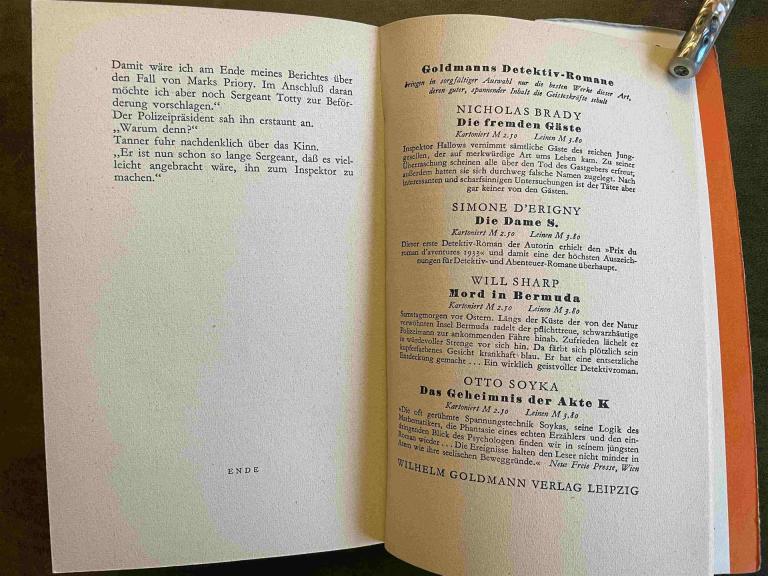 Damit wäre ich am Ende meines Berichtes über
den Fall von Marks Priory. Im Anschluß daran
möchte ich aber noch Sergeant Totty zur Beför-
derung vorschlagen.“
Der Polizeipräsident sah ihn erstaunt an.
„Warum denn?“
Tanner fuhr nachdenklich über das Kinn.
„Er ist nun schon so lange Sergeant, daß es viel-
leicht angebracht wäre, ihn zum Inspektor zu
machen.“
ENDE
Goldmanns Detektiv-Romane
bringen in sorgfältiger Auswahl nur die besten Werke dieser Art,
deren guter, spannender Inhalt die Geisteskräfte schult
NICHOLAS BRADY
Die fremden Gäste
Kartoniert M 2.50 Leinen M 3.80
Inspektor Hallows vernimmt sämtliche Gäste des reichen Jung-
gesellen, der auf merkwürdige Art ums Leben kam. Zu seiner
Überraschung scheinen alle über den Tod des Gastgebers erfreut,
außerdem hatten sie sich durchweg falsche Namen zugelegt. Nach
interessanten und scharfsinnigen Untersuchungen ist der Täter aber
gar keiner von den Gästen.
SIMONE D'ERIGNY
Die Dame S.
Kartoniert M 2.50 Leinen M 3.80
Dieser erste Detektiv-Roman der Autorin erhielt den »Prix du
roman d'aventures 1933« und damit eine der höchsten Auszeich-
nungen für Detektiv- und Abenteuer-Romane überhaupt.
WILL SHARP
Mord in Bermuda
Kartoniert M 2.50 Leinen M 3.80
Samstagmorgen vor Ostern. Längs der Küste der von der Natur
verwöhnten Insel Bermuda radelt der pflichttreue, schwarzhäutige
Polizeimann zur ankommenden Fähre hinab. Zufrieden lächelt er
in würdevoller Strenge vor sich hin. Da färbt sich plötzlich sein
kupferfarbenes Gesicht krankhaft blau. Er hat eine entsetzliche
Entdeckung gemacht . . . Ein wirklich geistvoller Detektivroman.
OTTO SOYKA
Das Geheimnis der Akte K
Kartoniert M 2.50 Leinen M 3.80
»Die oft gerühmte Spannungstechnik Soykas, seine Logik des
Mathematikers, die Phantasie eines echten Erzählers und den ein-
dringenden Blick des Psychologen finden wir in seinem jüngsten
Roman wieder . . . Die Ereignisse halten den Leser nicht minder in
Atem wie ihre seelischen Beweggründe.« Neue Freie Presse, Wien
WILHELM GOLDMANN VERLAG LEIPZIG